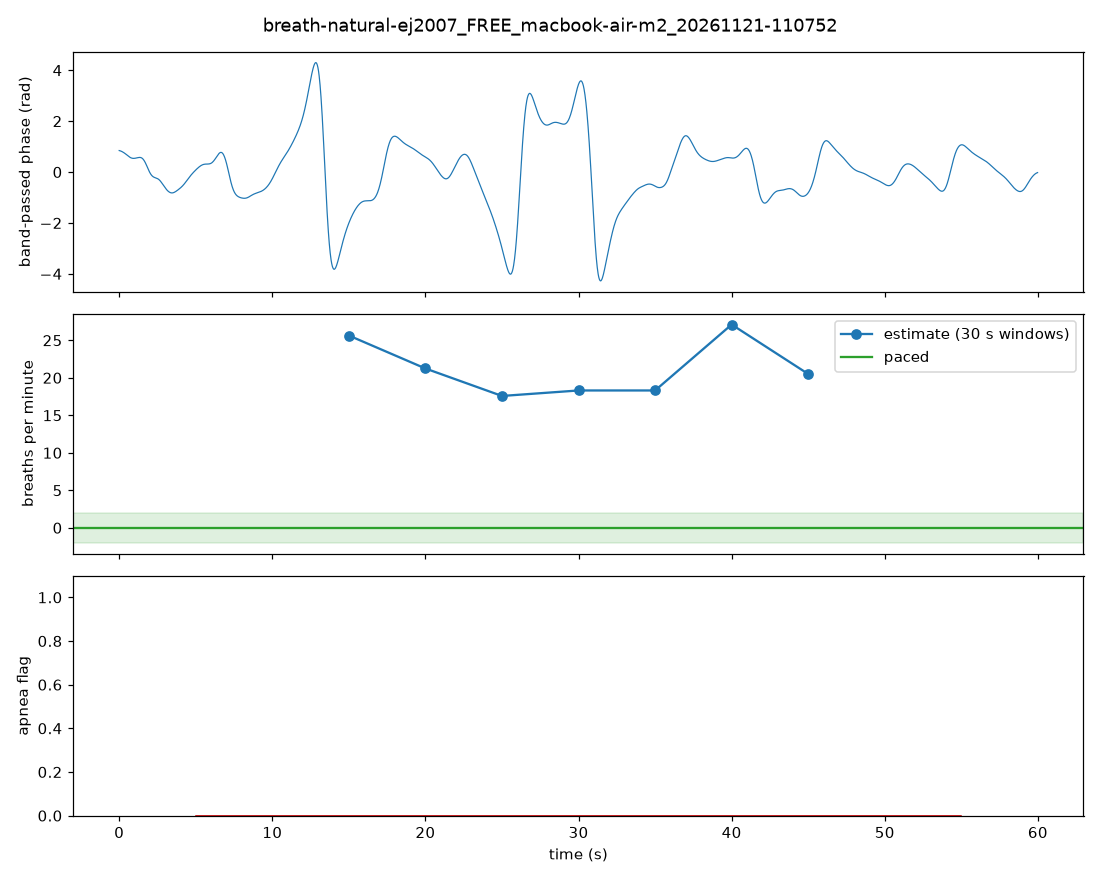 breath-natural-ej2007_FREE_macbook-air-m2_20261121-110752
band-passed phase (rad)
4
2
0
−2
−4
breaths per minute
25
20
15
10
5
0
estimate (30 s windows)
paced
apnea flag
1.0
0.8
0.6
0.4
0.2
0.0
0 10 20 30 40 50 60
time (s)